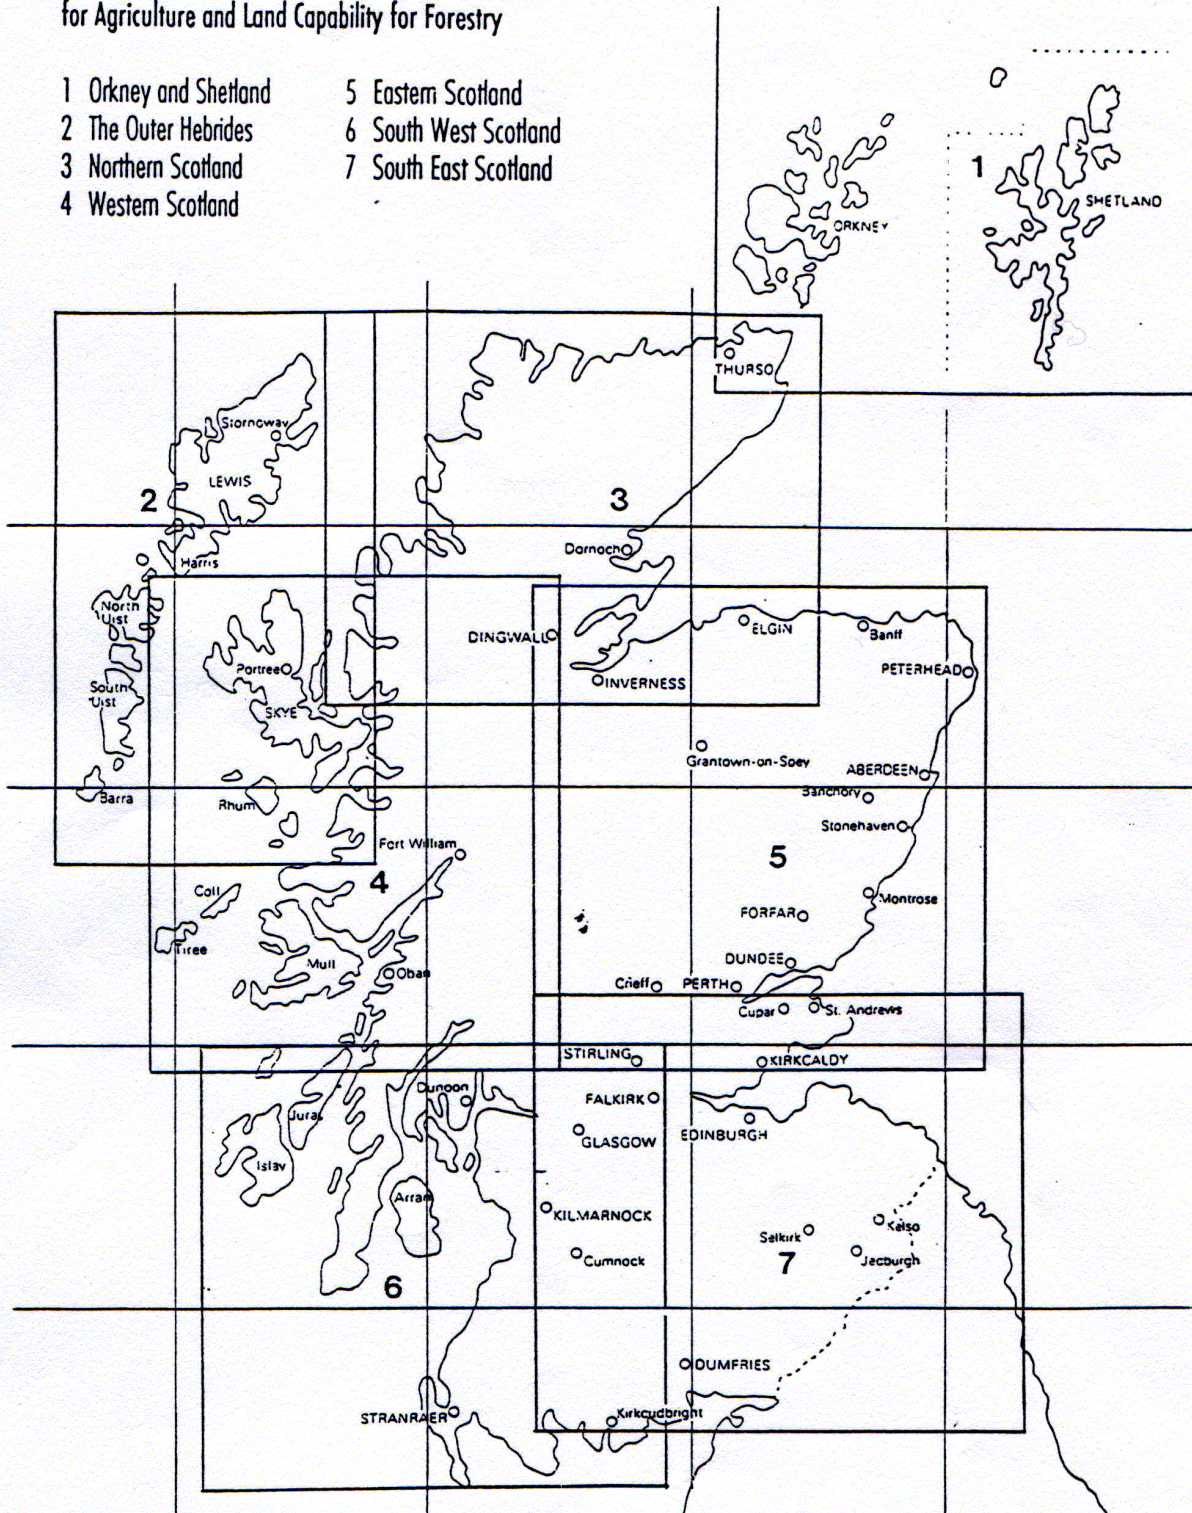 for Agriculture and Land Capability for Forestry
1 Orkney and Shetland
2 The Outer Hebrides
3 Northern Scotland
4 Western Scotland
5 Eastern Scotland
6 South West Scotland
7 South East Scotland
1
SHETLAND
ORKNEY
THURSO
Stornoway
LEWIS
2
3
Harris
Dornoch
North
Uist
DINGWALL
ELGIN
Banff
Portree
PETERHEAD
South
Uist
INVERNESS
SKYE
Grantown-on-Spey
ABERDEEN
Barra
Rhum
Banchory
Stonehaven
Fort William
5
4
Coll
Montrose
FORFAR
Tiree
Mull
Oban
DUNDEE
Crieff
PERTH
Cupar
St. Andrews
STIRLING
KIRKCALDY
Dunoon
FALKIRK
Jura
GLASGOW
EDINBURGH
Islay
Arran
KILMARNOCK
Kelso
Selkirk
Cumnock
Jedburgh
7
6
DUMFRIES
STRANRAER
Kirkcudbright